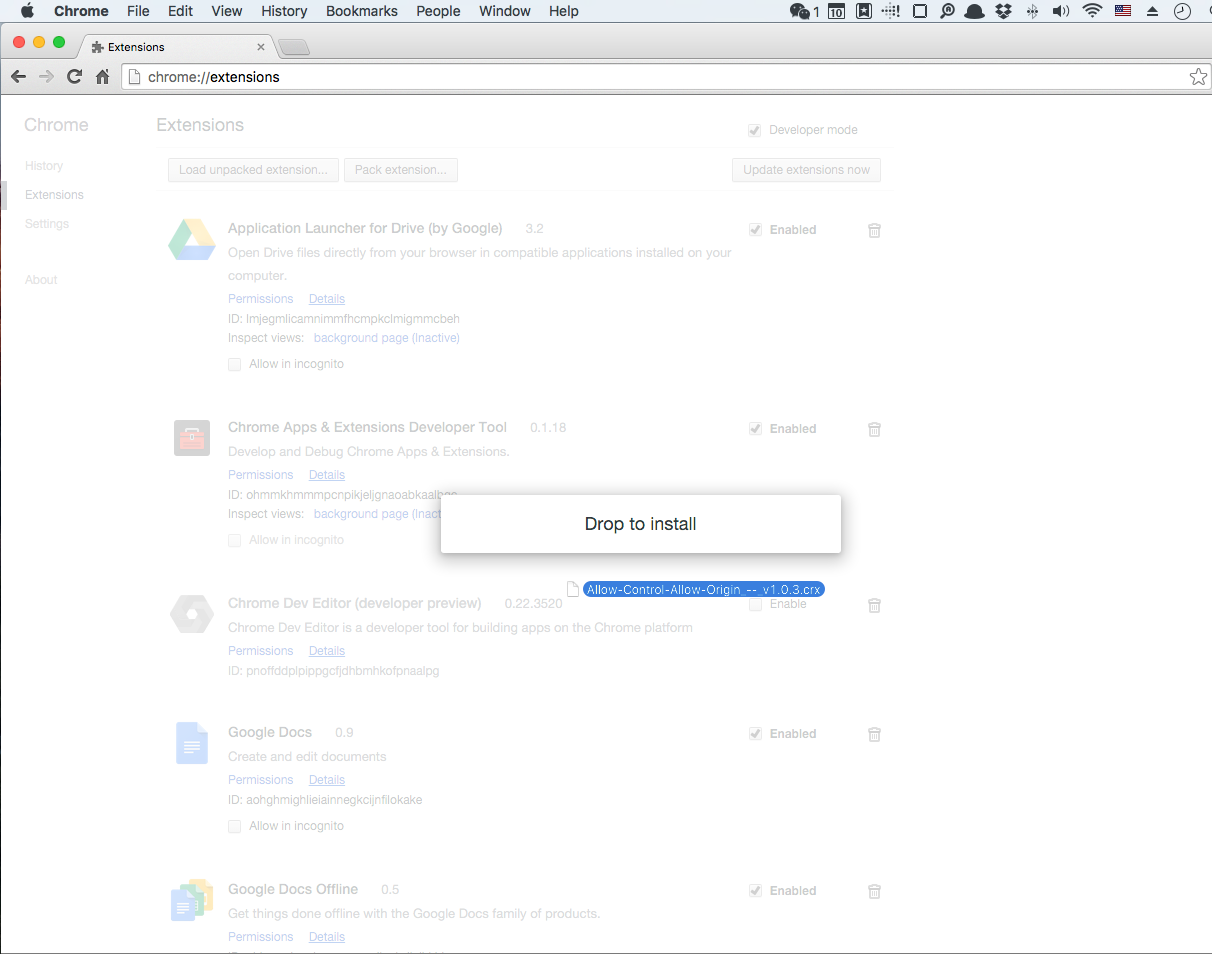 Chrome File Edit View History Bookmarks People Window Help 1 10
Extensions
chrome://extensions
Chrome
Extensions
Developer mode
History
Load unpacked extension...
Pack extension...
Update extensions now
Extensions
Settings
About
Application Launcher for Drive (by Google) 3.2
Enabled
Open Drive files directly from your browser in compatible applications installed on your
computer.
Permissions Details
ID: lmjegmlicamnimmfhcmpkclmigmmcbeh
Inspect views: background page (Inactive)
Allow in incognito
Chrome Apps & Extensions Developer Tool 0.1.18
Enabled
Develop and Debug Chrome Apps & Extensions.
Permissions Details
Inspect views: background page
Allow in incognito
Drop to install
Allow-Control-Allow-Origin_--_v1.0.3.crx
Chrome Dev Editor (developer preview) 0.22.3520
Enable
Chrome Dev Editor is a developer tool for building apps on the Chrome platform
Permissions Details
ID: pnoffddplpippgcfjdhbmhkofpnaalpg
Google Docs 0.9
Enabled
Create and edit documents
Permissions Details
ID: aohghmighlieiainnegkcijnfilokake
Allow in incognito
Google Docs Offline 0.5
Enabled
Get things done offline with the Google Docs family of products.
Permissions Details